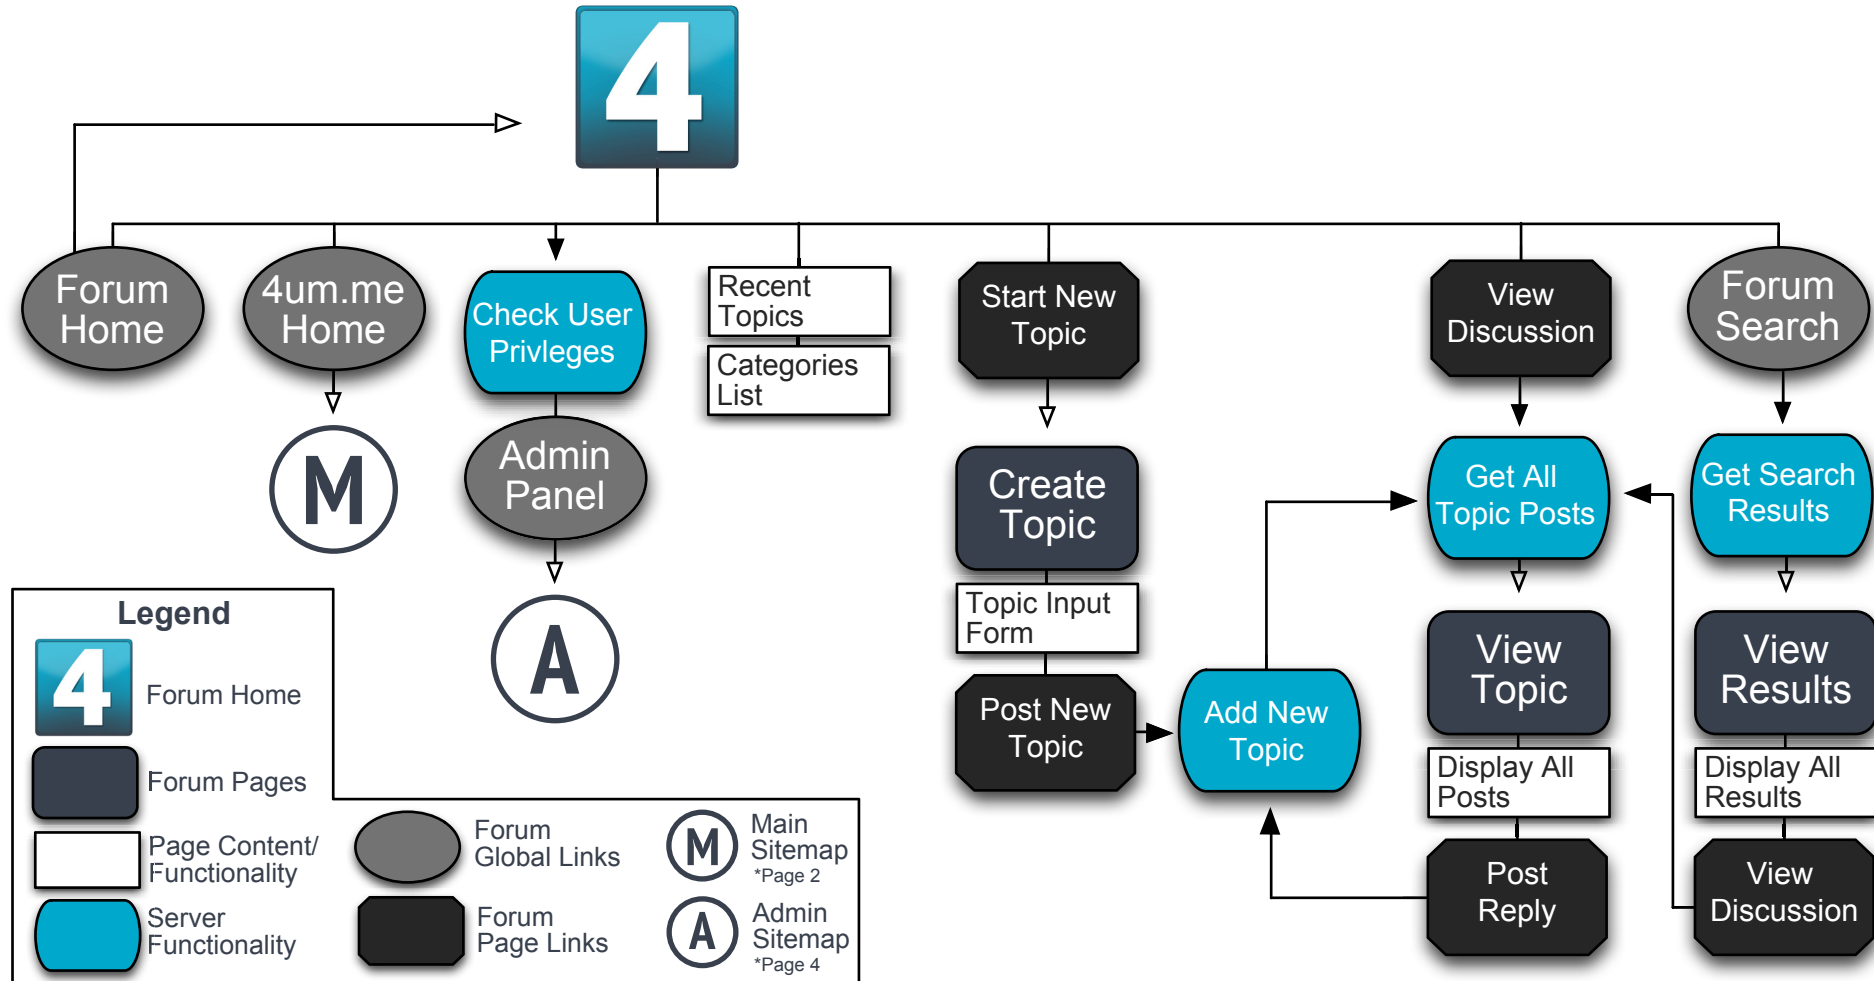 4
Forum
Home
4um.me
Home
Check User
Privleges
Recent
Topics
Categories
List
Start New
Topic
View
Discussion
Forum
Search
M
Admin
Panel
Create
Topic
Get All
Topic Posts
Get Search
Results
A
Topic Input
Form
View
Topic
View
Results
Post New
Topic
Add New
Topic
Display All
Posts
Display All
Results
Post
Reply
View
Discussion
Legend
4
Forum Home
Forum Pages
Page Content/
Functionality
Server
Functionality
Forum
Global Links
Forum
Page Links
M
Main
Sitemap
*Page 2
A
Admin
Sitemap
*Page 4